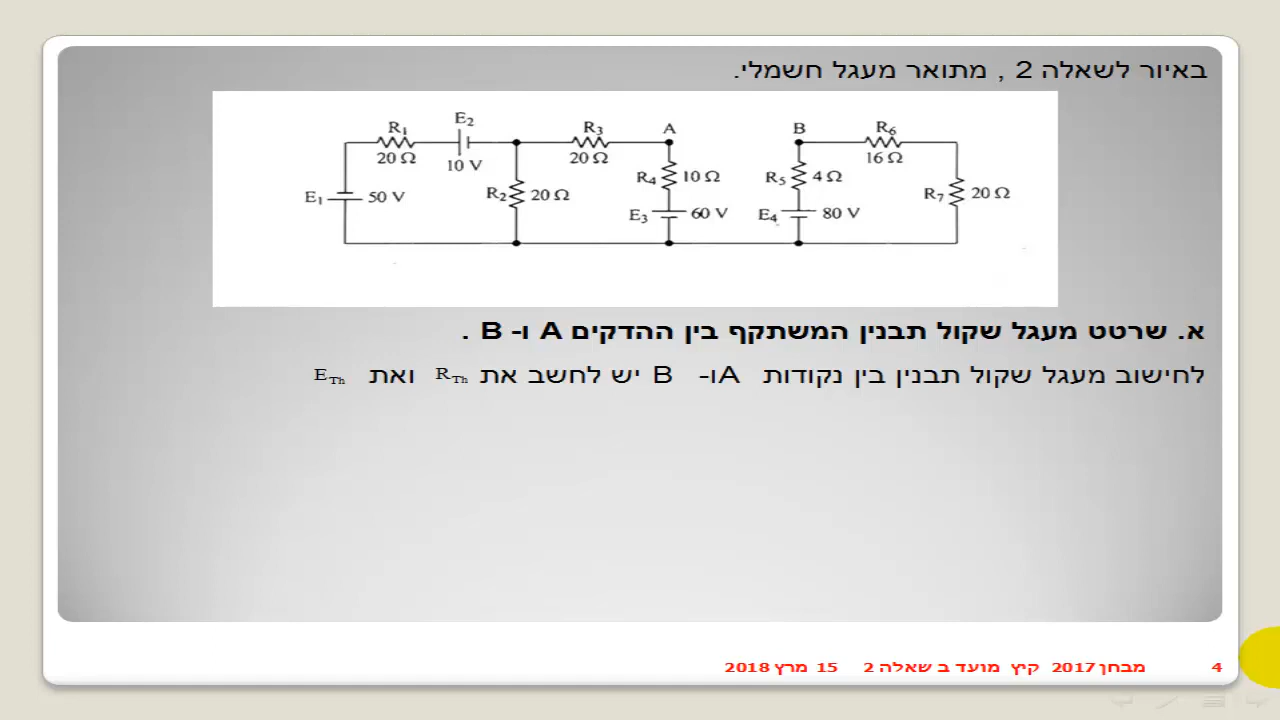 באיור לשאלה 2 , מתואר מעגל חשמלי.
E2
R1
R3
A
B
R6
20 Ω
10 V
20 Ω
16 Ω
E1
50 V
R2
20 Ω
R4
10 Ω
R5
4 Ω
R7
20 Ω
E3
60 V
E4
80 V
א. שרטט מעגל שקול תבנין המשתקף בין ההדקים A ו- B .
לחישוב מעגל שקול תבנין בין נקודות A ו- B יש לחשב את RTh ואת ETh
מבחן 2017 קיץ מועד ב שאלה 2 15 מרץ 2018
4